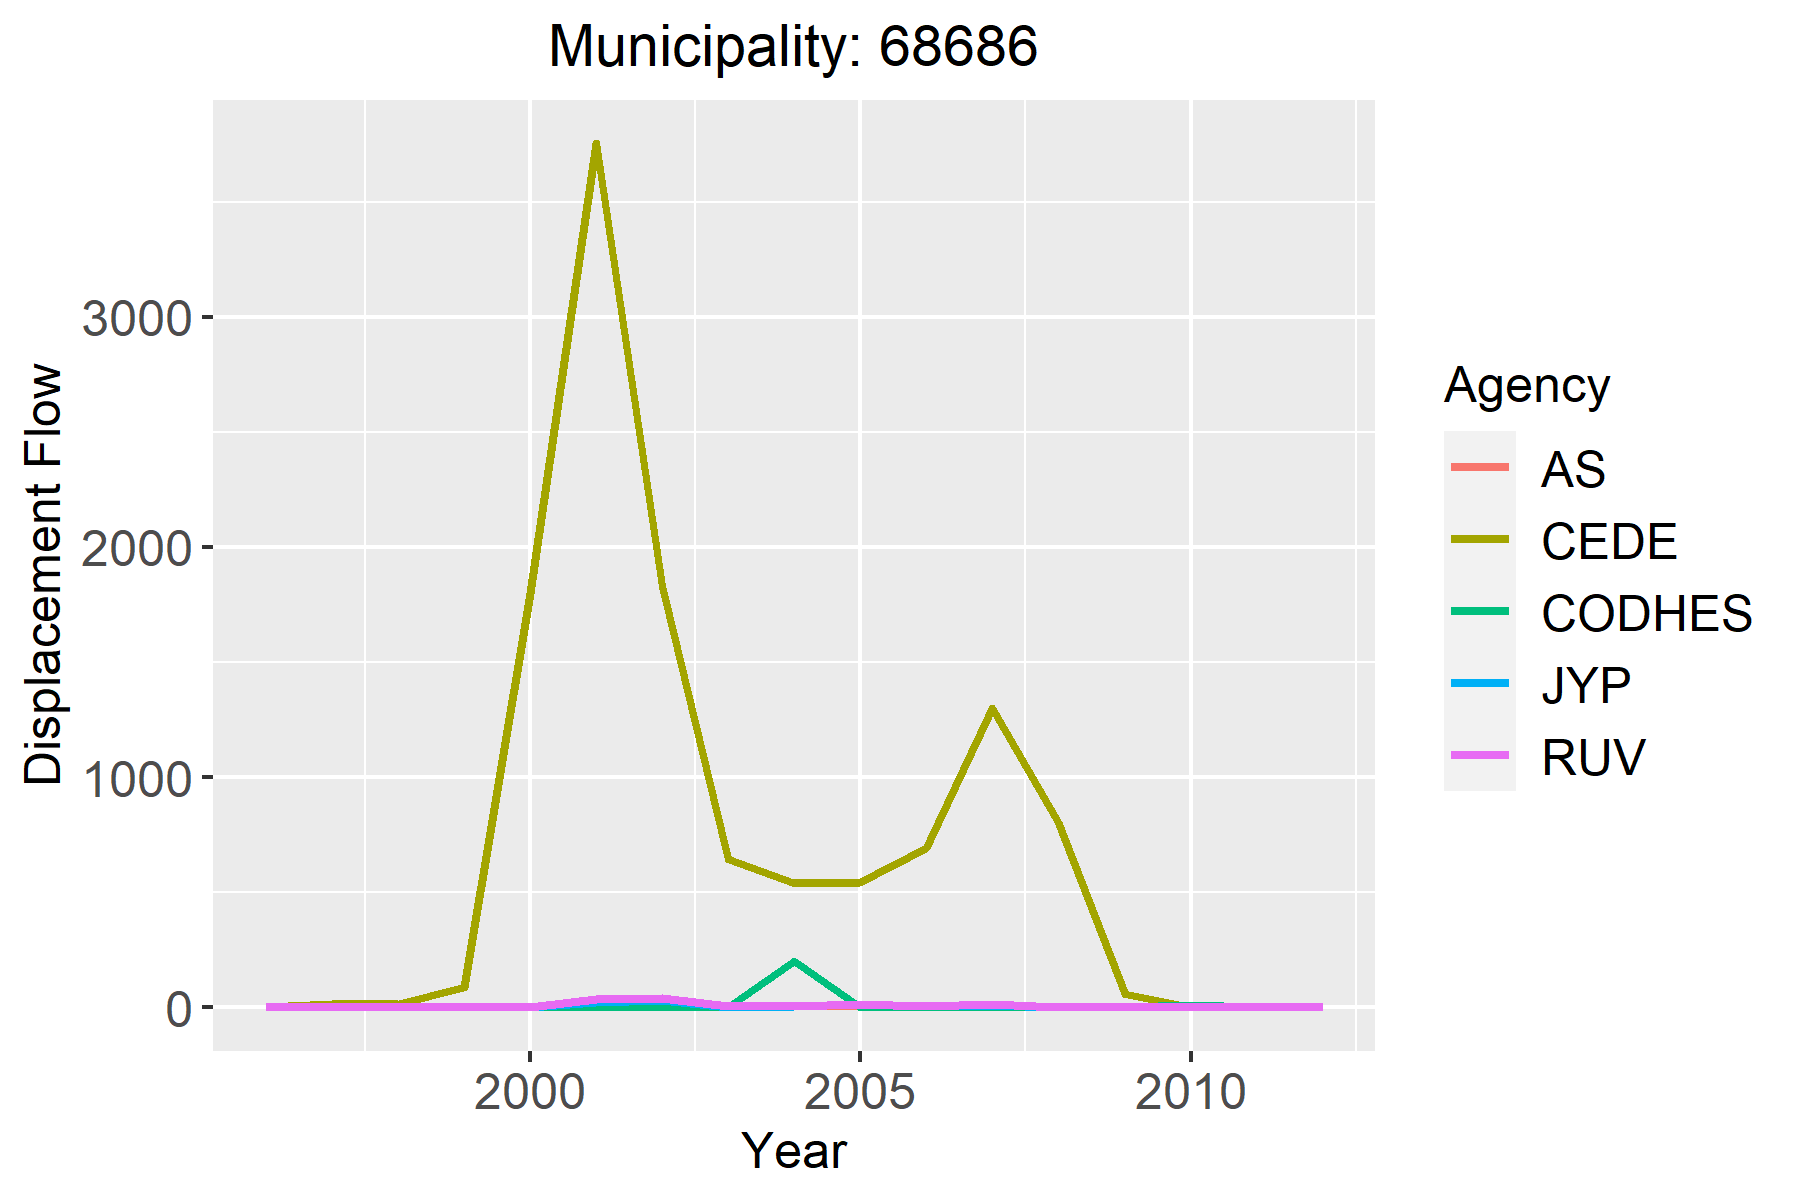 Municipality: 68686
Displacement Flow
3000
2000
1000
0
2000 2005 2010
Year
Agency
AS
CEDE
CODHES
JYP
RUV